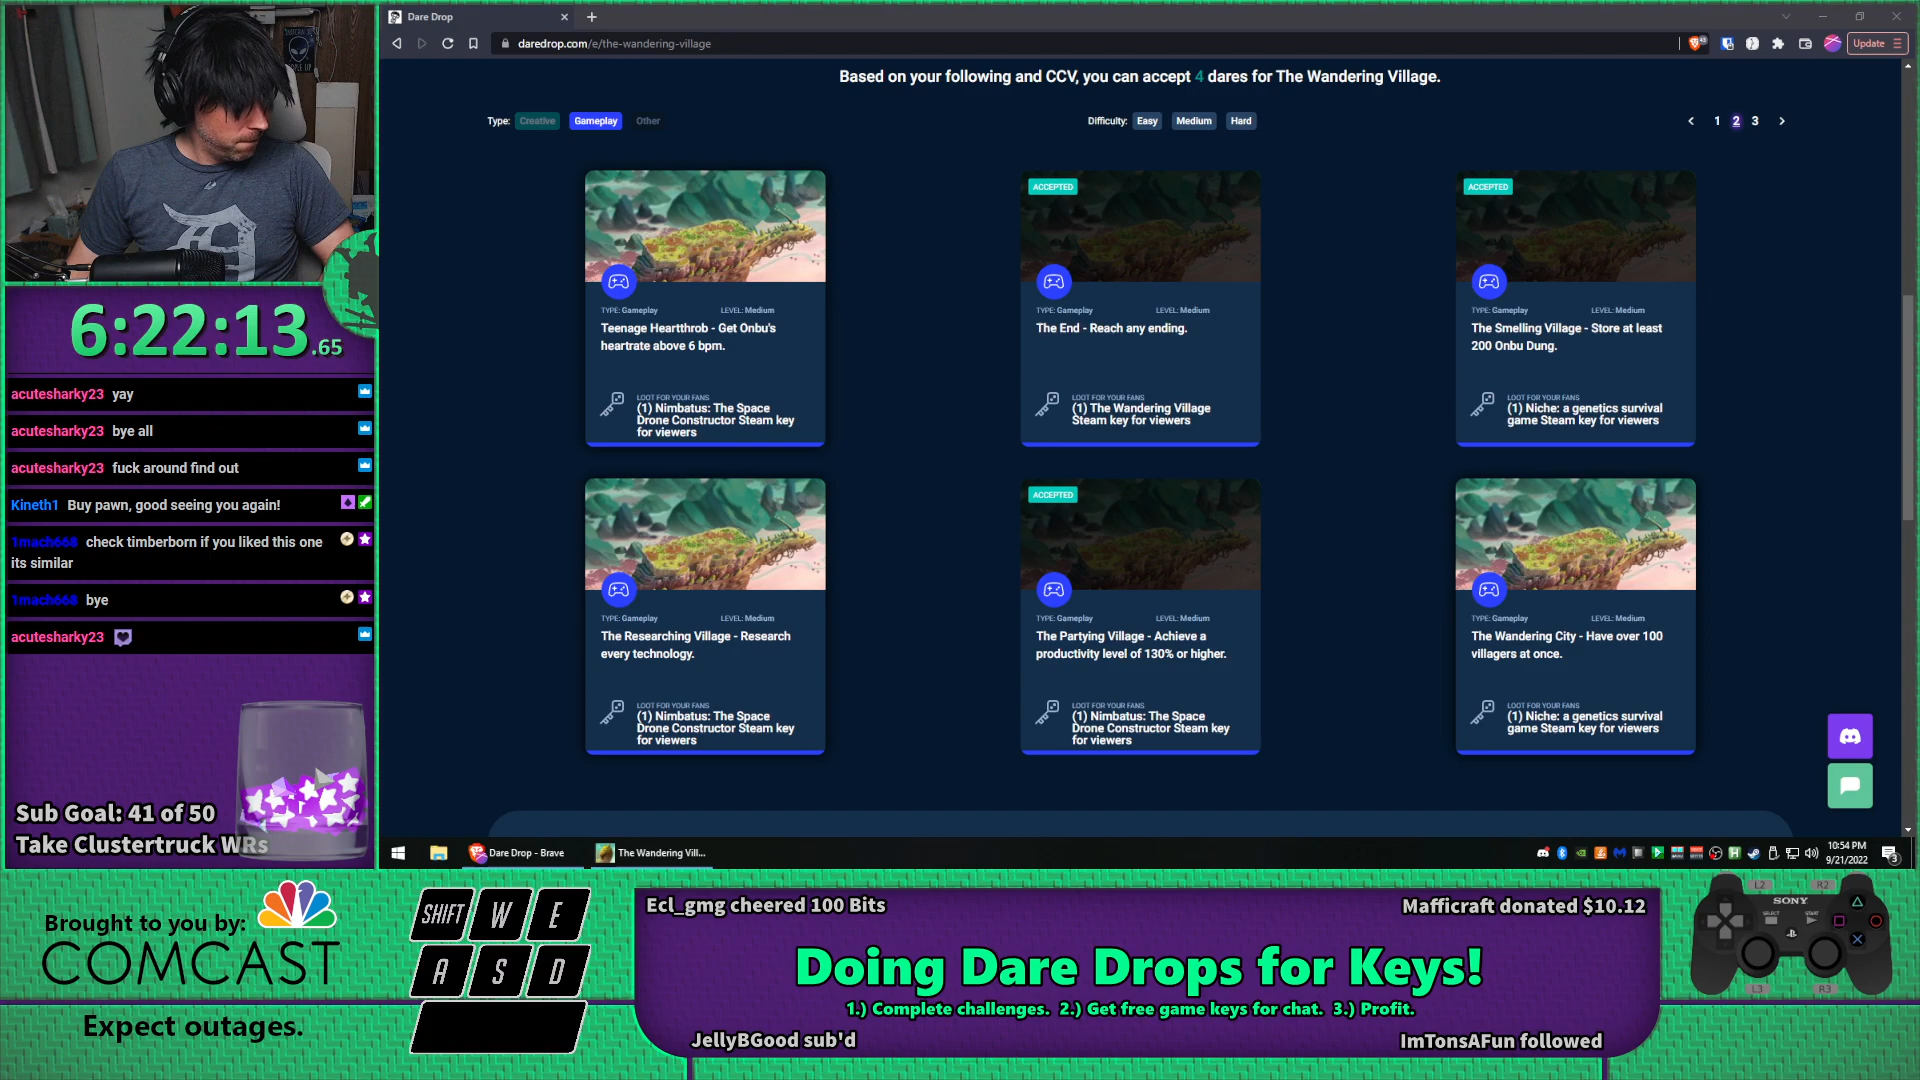 Dare Drop
daredrop.com/e/the-wandering-village
Update
Based on your following and CCV, you can accept 4 dares for The Wandering Village.
Type: Creative Gameplay Other
Difficulty: Easy Medium Hard
< 1 2 3 >
TYPE: Gameplay LEVEL: Medium
Teenage Heartthrob - Get Onbu's
heartrate above 6 bpm.
LOOT FOR YOUR FANS
(1) Nimbatus: The Space
Drone Constructor Steam key
for viewers
ACCEPTED
TYPE: Gameplay LEVEL: Medium
The End - Reach any ending.
LOOT FOR YOUR FANS
(1) The Wandering Village
Steam key for viewers
ACCEPTED
TYPE: Gameplay LEVEL: Medium
The Smelling Village - Store at least
200 Onbu Dung.
LOOT FOR YOUR FANS
(1) Niche: a genetics survival
game Steam key for viewers
TYPE: Gameplay LEVEL: Medium
The Researching Village - Research
every technology.
LOOT FOR YOUR FANS
(1) Nimbatus: The Space
Drone Constructor Steam key
for viewers
ACCEPTED
TYPE: Gameplay LEVEL: Medium
The Partying Village - Achieve a
productivity level of 130% or higher.
LOOT FOR YOUR FANS
(1) Nimbatus: The Space
Drone Constructor Steam key
for viewers
TYPE: Gameplay LEVEL: Medium
The Wandering City - Have over 100
villagers at once.
LOOT FOR YOUR FANS
(1) Niche: a genetics survival
game Steam key for viewers
Dare Drop - Brave
The Wandering Vill...
10:54 PM
9/21/2022
3
6:22:13.65
acutesharky23 yay
acutesharky23 bye all
acutesharky23 fuck around find out
Kineth1 Buy pawn, good seeing you again!
1mach668 check timberborn if you liked this one
its similar
1mach668 bye
acutesharky23
Sub Goal: 41 of 50
Take Clustertruck WRs
Brought to you by:
COMCAST
Expect outages.
SHIFT W E
A S D
Ecl_gmg cheered 100 Bits
Mafficraft donated $10.12
Doing Dare Drops for Keys!
1.) Complete challenges. 2.) Get free game keys for chat. 3.) Profit.
JellyBGood sub'd
ImTonsAFun followed
L2 R2
SONY
SELECT START
L3 R3